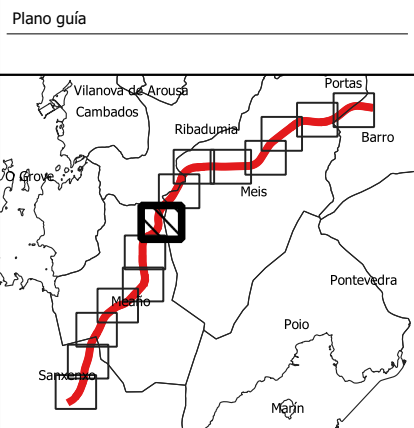 Plano guía
Portas
Vilanova de Arousa
Cambados
Ribadumia
Barro
O Grove
Meis
Pontevedra
Meaño
Poio
Sanxenxo
Marín